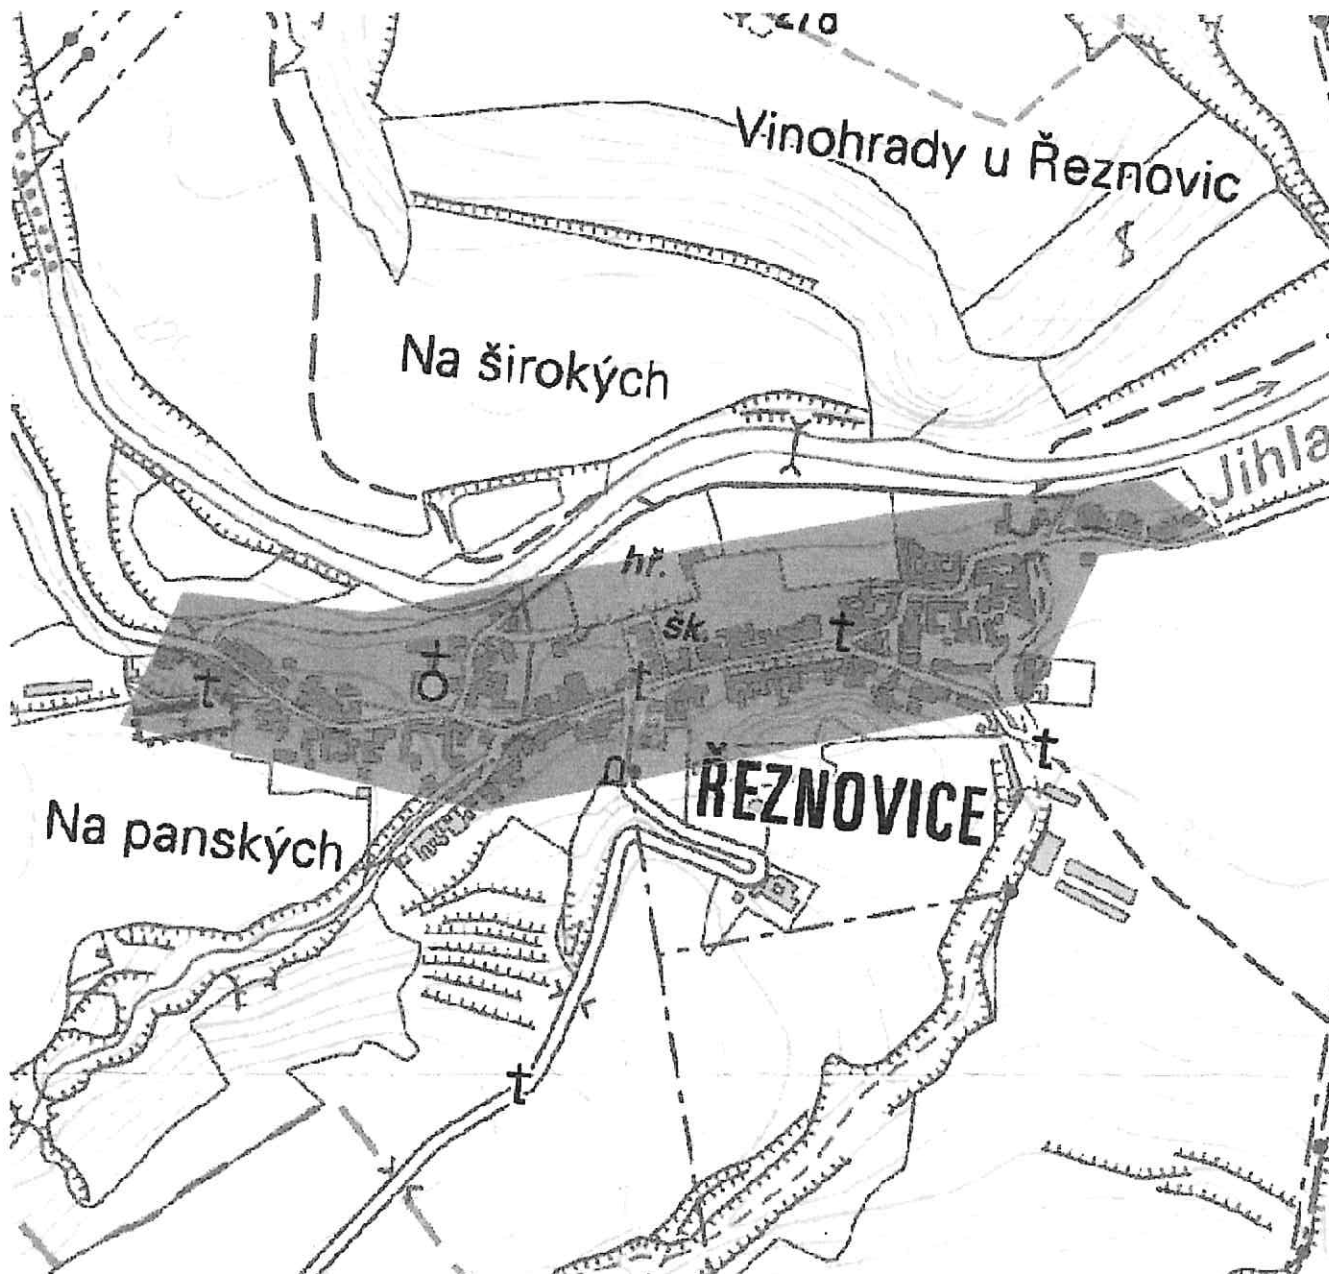 Vinohrady u Řeznovic
Na širokých
Jihla
hř.
šk.
ŘEZNOVICE
Na panských